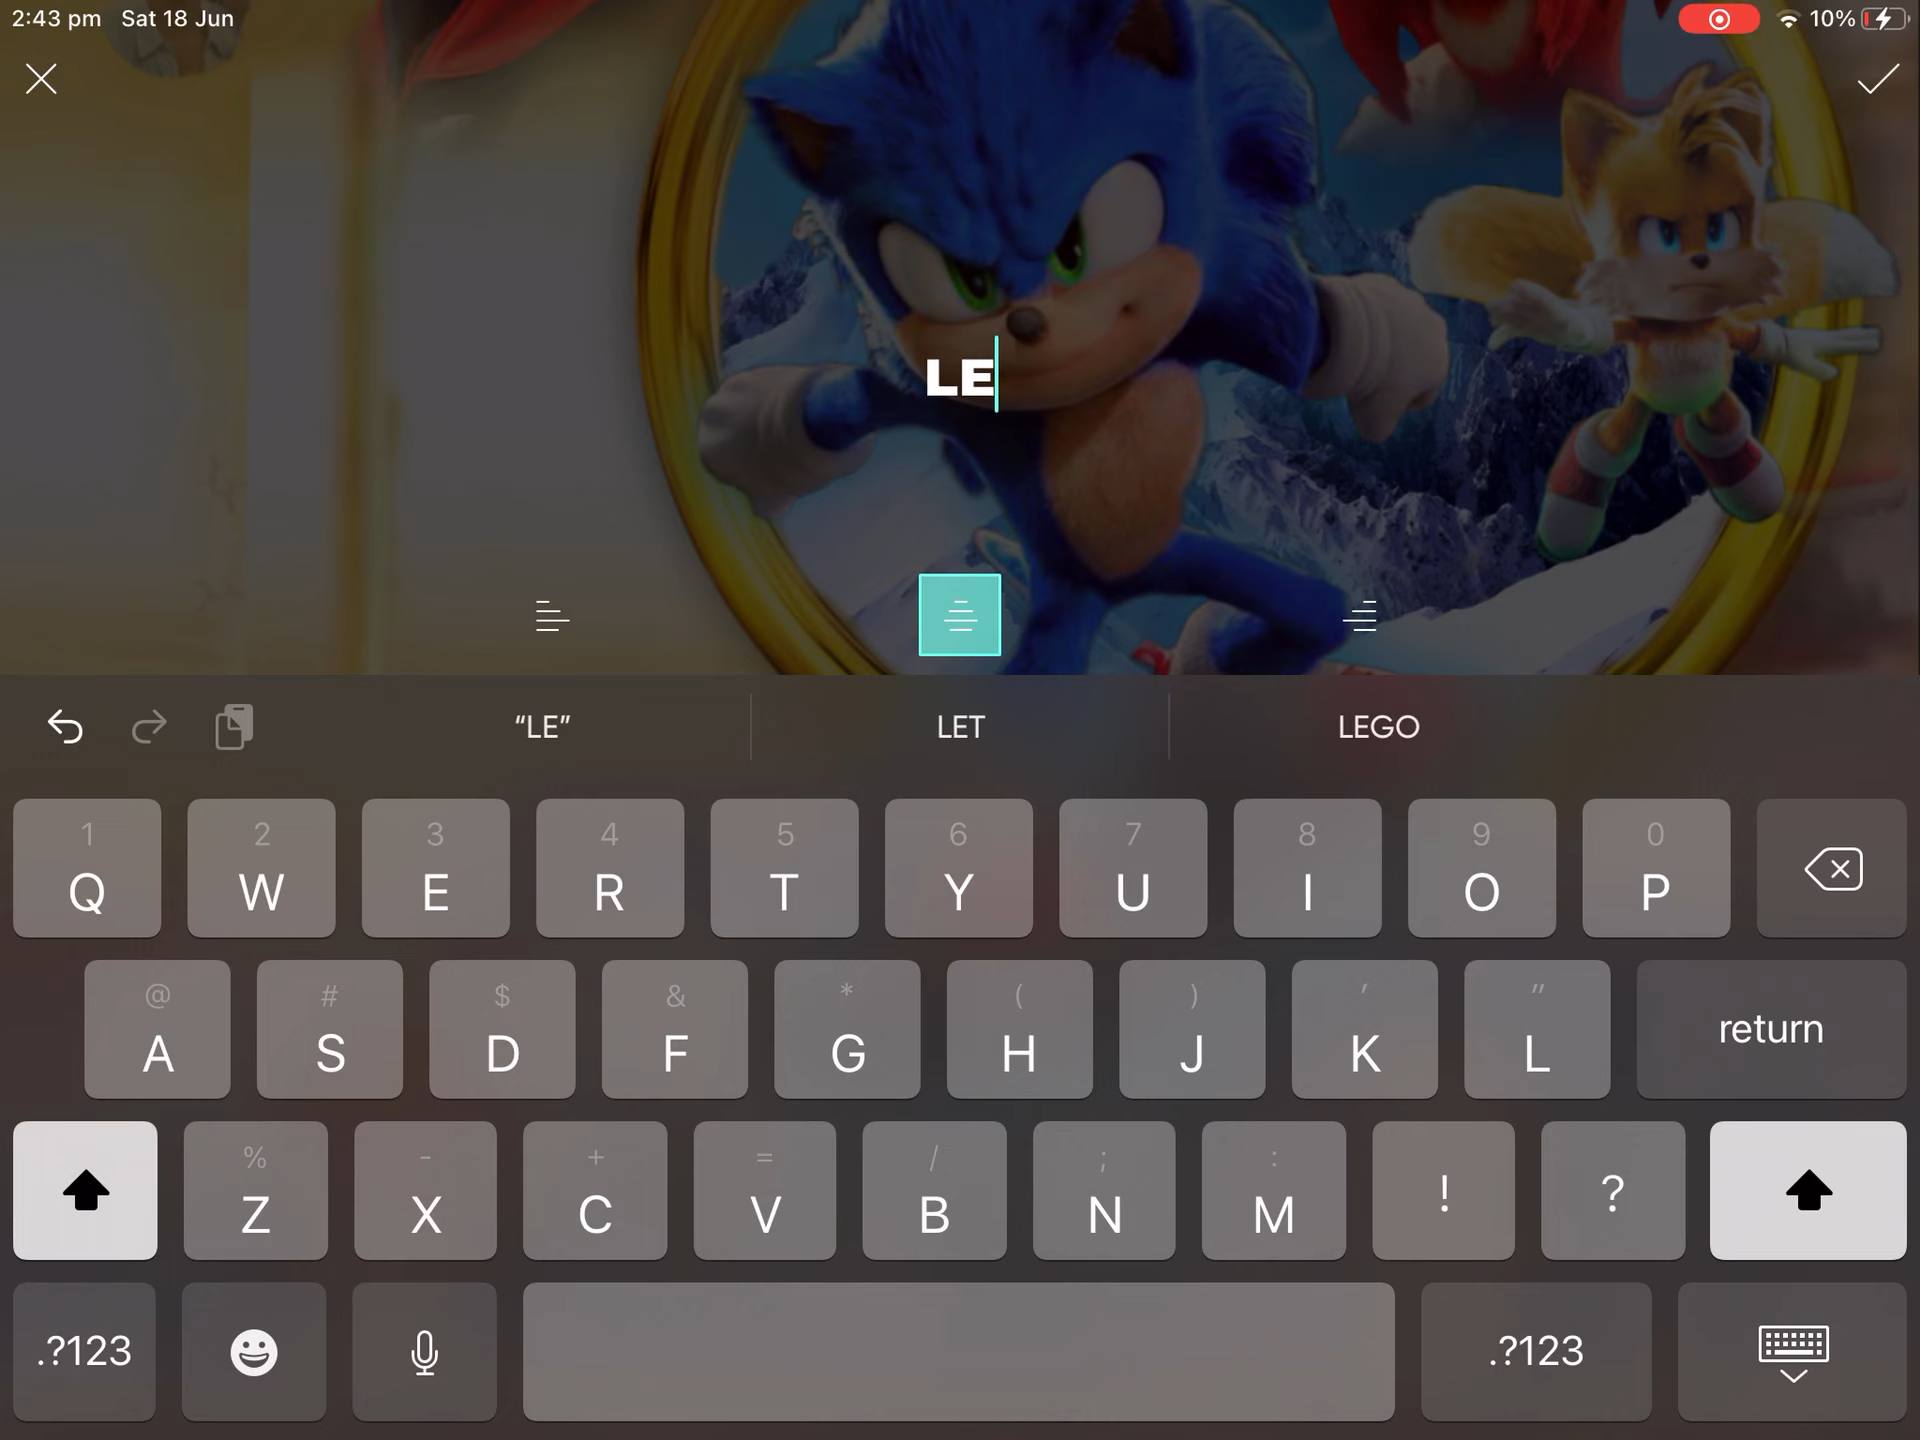 2:43 pm Sat 18 Jun
10%
LE
“LE” LET LEGO
1 2 3 4 5 6 7 8 9 0
Q W E R T Y U I O P
@ # $ & * ( ) ' "
A S D F G H J K L return
% - + = / ; :
Z X C V B N M ! ?
.?123 .?123